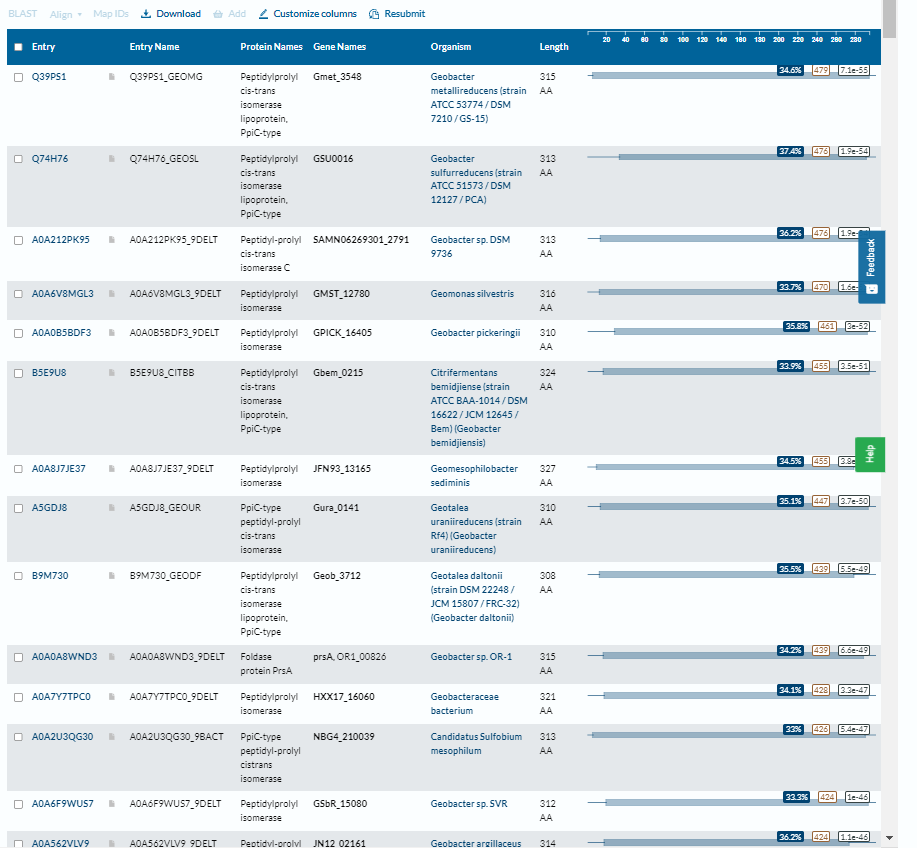 BLAST Align Map IDs Download Add Customize columns Resubmit
Entry Entry Name Protein Names Gene Names Organism Length 20 40 60 80 100 120 140 160 180 200 220 240 260 280
Q39PS1 Q39PS1_GEOMG Peptidylprolyl Gmet_3548 Geobacter 315 34.6% 479 7.1e-55
cis-trans metallireducens (strain AA
isomerase ATCC 53774 / DSM
lipoprotein, 7210 / GS-15)
PpiC-type
Q74H76 Q74H76_GEOSL Peptidylprolyl GSU0016 Geobacter 313 37.4% 476 1.9e-54
cis-trans sulfurreducens (strain AA
isomerase ATCC 51573 / DSM
lipoprotein, 12127 / PCA)
PpiC-type
A0A212PK95 A0A212PK95_9DELT Peptidyl-prolyl SAMN06269301_2791 Geobacter sp. DSM 313 36.2% 476 1.9e-
cis-trans 9736 AA
isomerase C
Feedback
A0A6V8MGL3 A0A6V8MGL3_9DELT Peptidylprolyl GMST_12780 Geomonas silvestris 316 33.7% 470 1.6e-
isomerase AA
A0A0B5BDF3 A0A0B5BDF3_9DELT Peptidylprolyl GPICK_16405 Geobacter pickeringii 310 35.8% 461 3e-52
isomerase AA
B5E9U8 B5E9U8_CITBB Peptidylprolyl Gbem_0215 Citrifermentans 324 33.9% 455 3.5e-51
cis-trans bemidjiense (strain AA
isomerase ATCC BAA-1014 / DSM
lipoprotein, 16622 / JCM 12645 /
PpiC-type Bem) (Geobacter
bemidjiensis)
Help
A0A8J7JE37 A0A8J7JE37_9DELT Peptidylprolyl JFN93_13165 Geomesophilobacter 327 34.5% 455 3.8e
isomerase sediminis AA
A5GDJ8 A5GDJ8_GEOUR PpiC-type Gura_0141 Geotalea 310 35.1% 447 3.7e-50
peptidyl-prolyl uraniireducens (strain AA
cis-trans Rf4) (Geobacter
isomerase uraniireducens)
B9M730 B9M730_GEODF Peptidylprolyl Geob_3712 Geotalea daltonii 308 35.5% 439 5.5e-49
cis-trans (strain DSM 22248 / AA
isomerase JCM 15807 / FRC-32)
lipoprotein, (Geobacter daltonii)
PpiC-type
A0A0A8WND3 A0A0A8WND3_9DELT Foldase prsA, OR1_00826 Geobacter sp. OR-1 315 34.2% 439 6.6e-49
protein PrsA AA
A0A7Y7TPC0 A0A7Y7TPC0_9DELT Peptidylprolyl HXX17_16060 Geobacteraceae 321 34.1% 428 3.3e-47
isomerase bacterium AA
A0A2U3QG30 A0A2U3QG30_9BACT PpiC-type NBG4_210039 Candidatus Sulfobium 313 33% 426 5.4e-47
peptidyl-prolyl mesophilum AA
cistrans
isomerase
A0A6F9WUS7 A0A6F9WUS7_9DELT Peptidylprolyl GSbR_15080 Geobacter sp. SVR 312 33.3% 424 1e-46
isomerase AA
A0A562VLV9 A0A562VLV9_9DELT Peptidylprolyl JN12_02161 Geobacter argillaceus 314 36.2% 424 1.1e-46